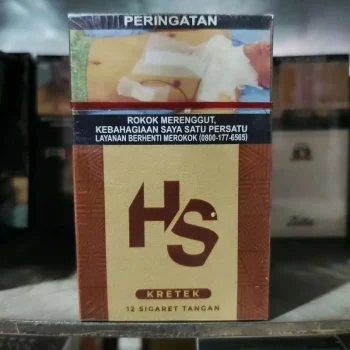 PERINGATAN
ROKOK MERENGGUT,
KEBAHAGIAAN SAYA SATU PERSATU
LAYANAN BERHENTI MEROKOK (0800-177-6565)
HS
KRETEK
12 SIGARET TANGAN